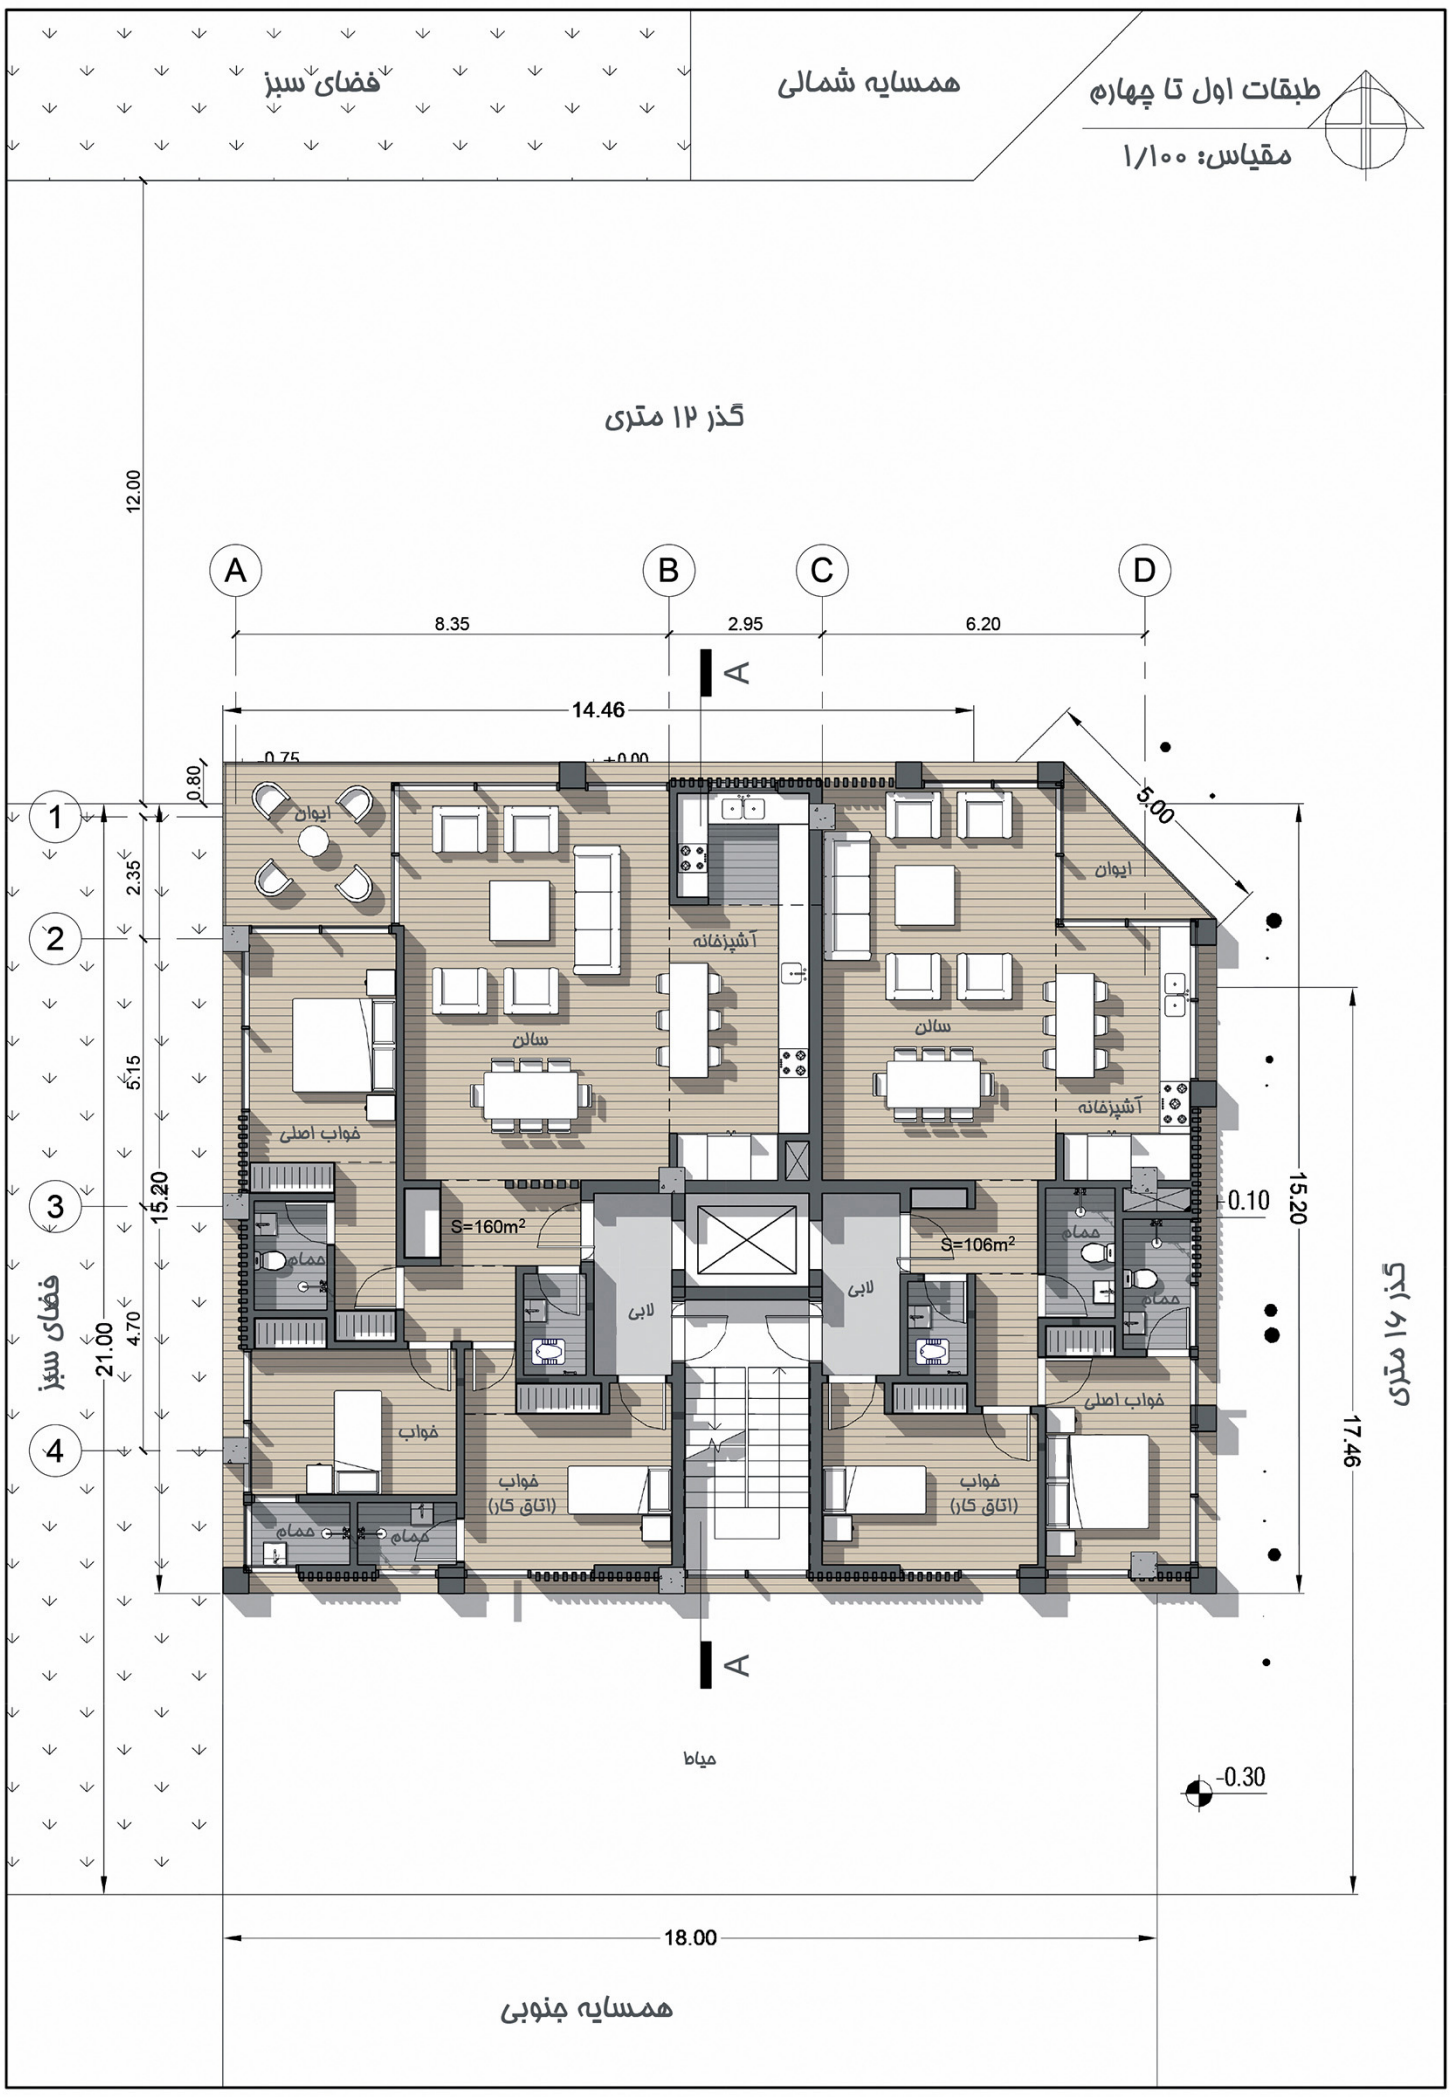 فضای سبز
همسایه شمالی
طبقات اول تا چهارم
مقیاس: ۱/۱۰۰
گذر ۱۲ متری
12.00
A
B
C
D
8.35
2.95
6.20
A
14.46
-0.75
+0.00
0.80
5.00
1
2
3
4
2.35
5.15
4.70
15.20
21.00
ایوان
ایوان
آشپزخانه
سالن
سالن
آشپزخانه
خواب اصلی
S=160m²
S=106m²
حمام
حمام
حمام
لابی
لابی
خواب
خواب
(اتاق کار)
خواب
(اتاق کار)
خواب اصلی
حمام
حمام
+0.10
15.20
17.46
فضای سبز
گذر ۱۶ متری
A
حیاط
-0.30
18.00
همسایه جنوبی